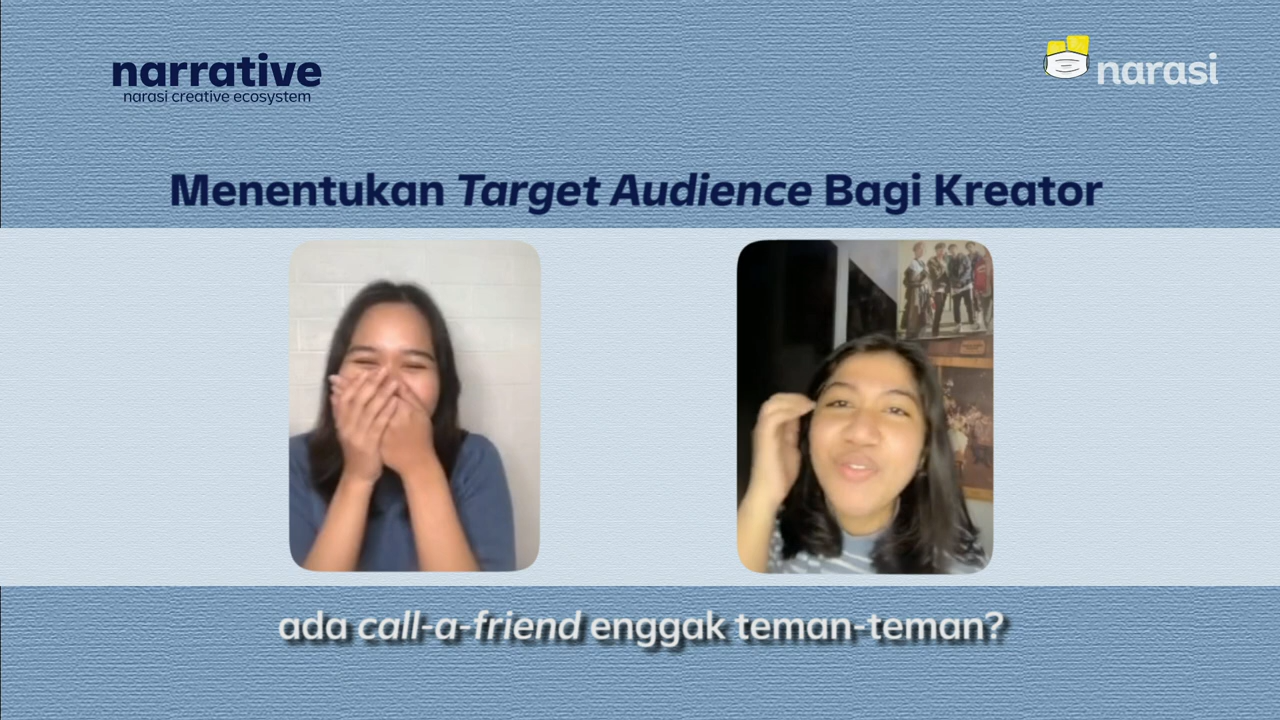 narrative
narasi creative ecosystem
narasi
Menentukan Target Audience Bagi Kreator
ada call-a-friend enggak teman-teman?